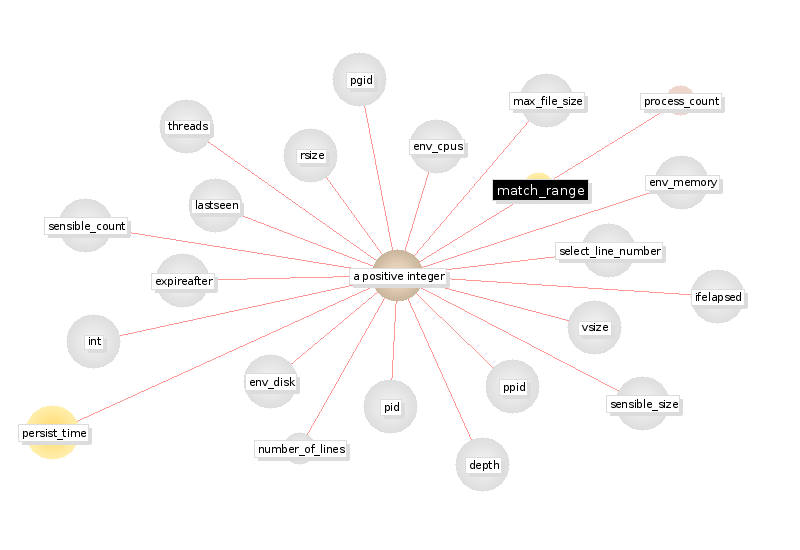 pgid
max_file_size
process_count
threads
env_cpus
rsize
env_memory
match_range
lastseen
sensible_count
select_line_number
a positive integer
expireafter
ifelapsed
vsize
int
env_disk
ppid
pid
sensible_size
persist_time
number_of_lines
depth